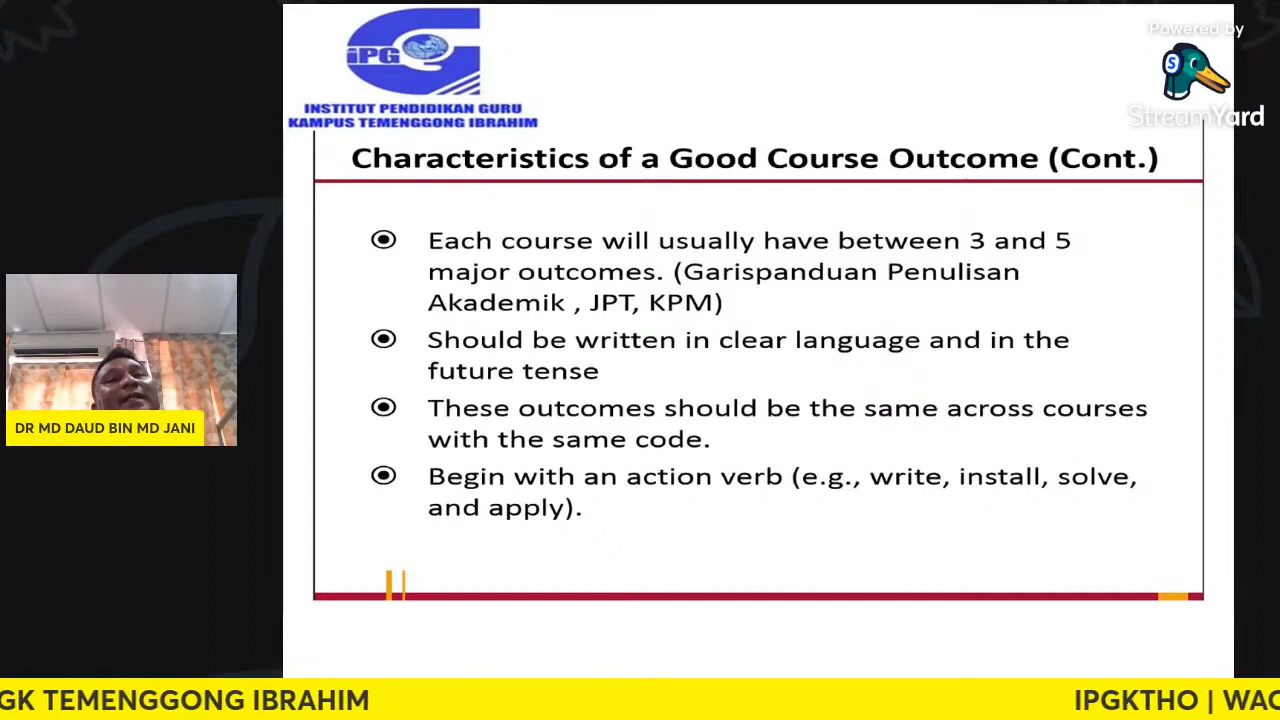 Powered by
StreamYard
iPG
INSTITUT PENDIDIKAN GURU
KAMPUS TEMENGGONG IBRAHIM
Characteristics of a Good Course Outcome (Cont.)
Each course will usually have between 3 and 5
major outcomes. (Garispanduan Penulisan
Akademik , JPT, KPM)
Should be written in clear language and in the
future tense
These outcomes should be the same across courses
with the same code.
Begin with an action verb (e.g., write, install, solve,
and apply).
DR MD DAUD BIN MD JANI
GK TEMENGGONG IBRAHIM
IPGKTHO | WAC